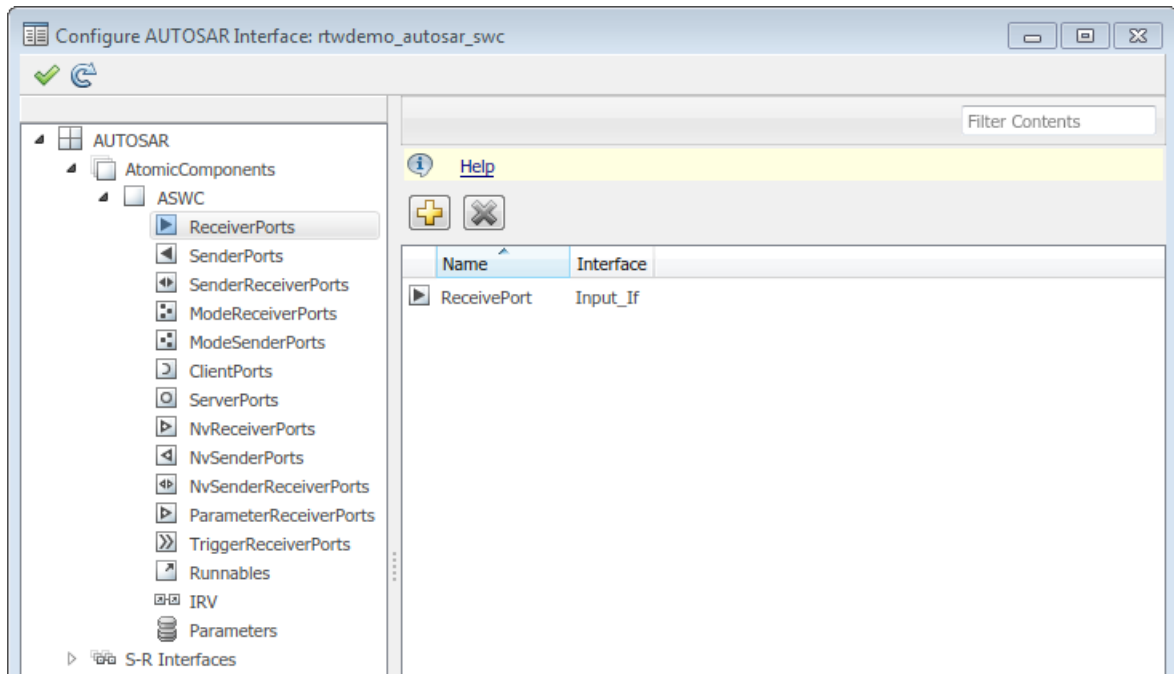 Configure AUTOSAR Interface: rtwdemo_autosar_swc
Filter Contents
AUTOSAR
AtomicComponents
ASWC
ReceiverPorts
SenderPorts
SenderReceiverPorts
ModeReceiverPorts
ModeSenderPorts
ClientPorts
ServerPorts
NvReceiverPorts
NvSenderPorts
NvSenderReceiverPorts
ParameterReceiverPorts
TriggerReceiverPorts
Runnables
IRV
Parameters
S-R Interfaces
Help
Name Interface
ReceivePort Input_If